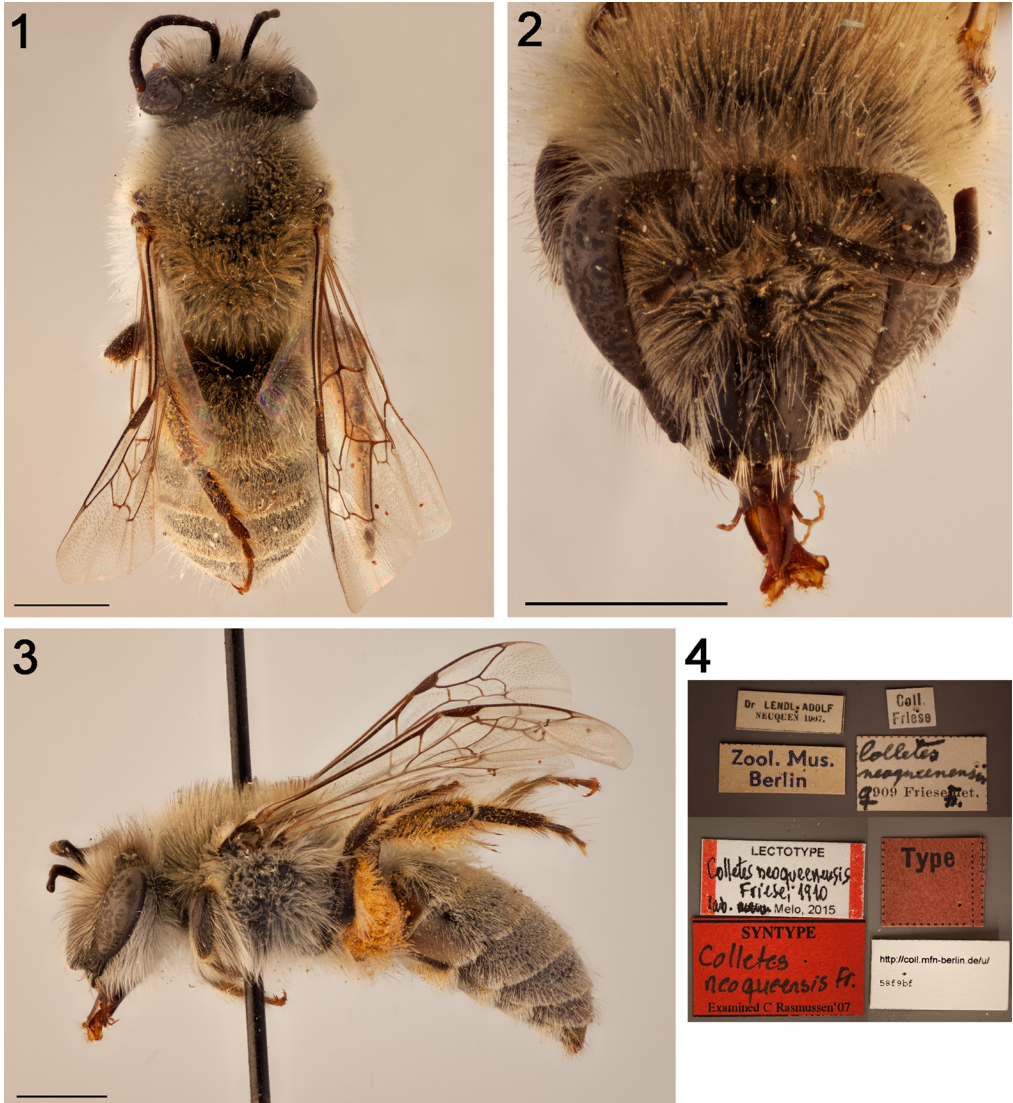 1
2
3
4
Dr LENDL, ADOLF
NEUQUEN 1907.
Coll.
Friese
Zool. Mus.
Berlin
Colletes
neoqueenensis
♀ 1909 Friese det.
LECTOTYPE
Colletes neoqueenensis
Friese, 1910
lab. Melo, 2015
Type
SYNTYPE
Colletes
neoqueensis Fr.
Examined C Rasmussen'07
http://coll.mfn-berlin.de/u/
58f9bf